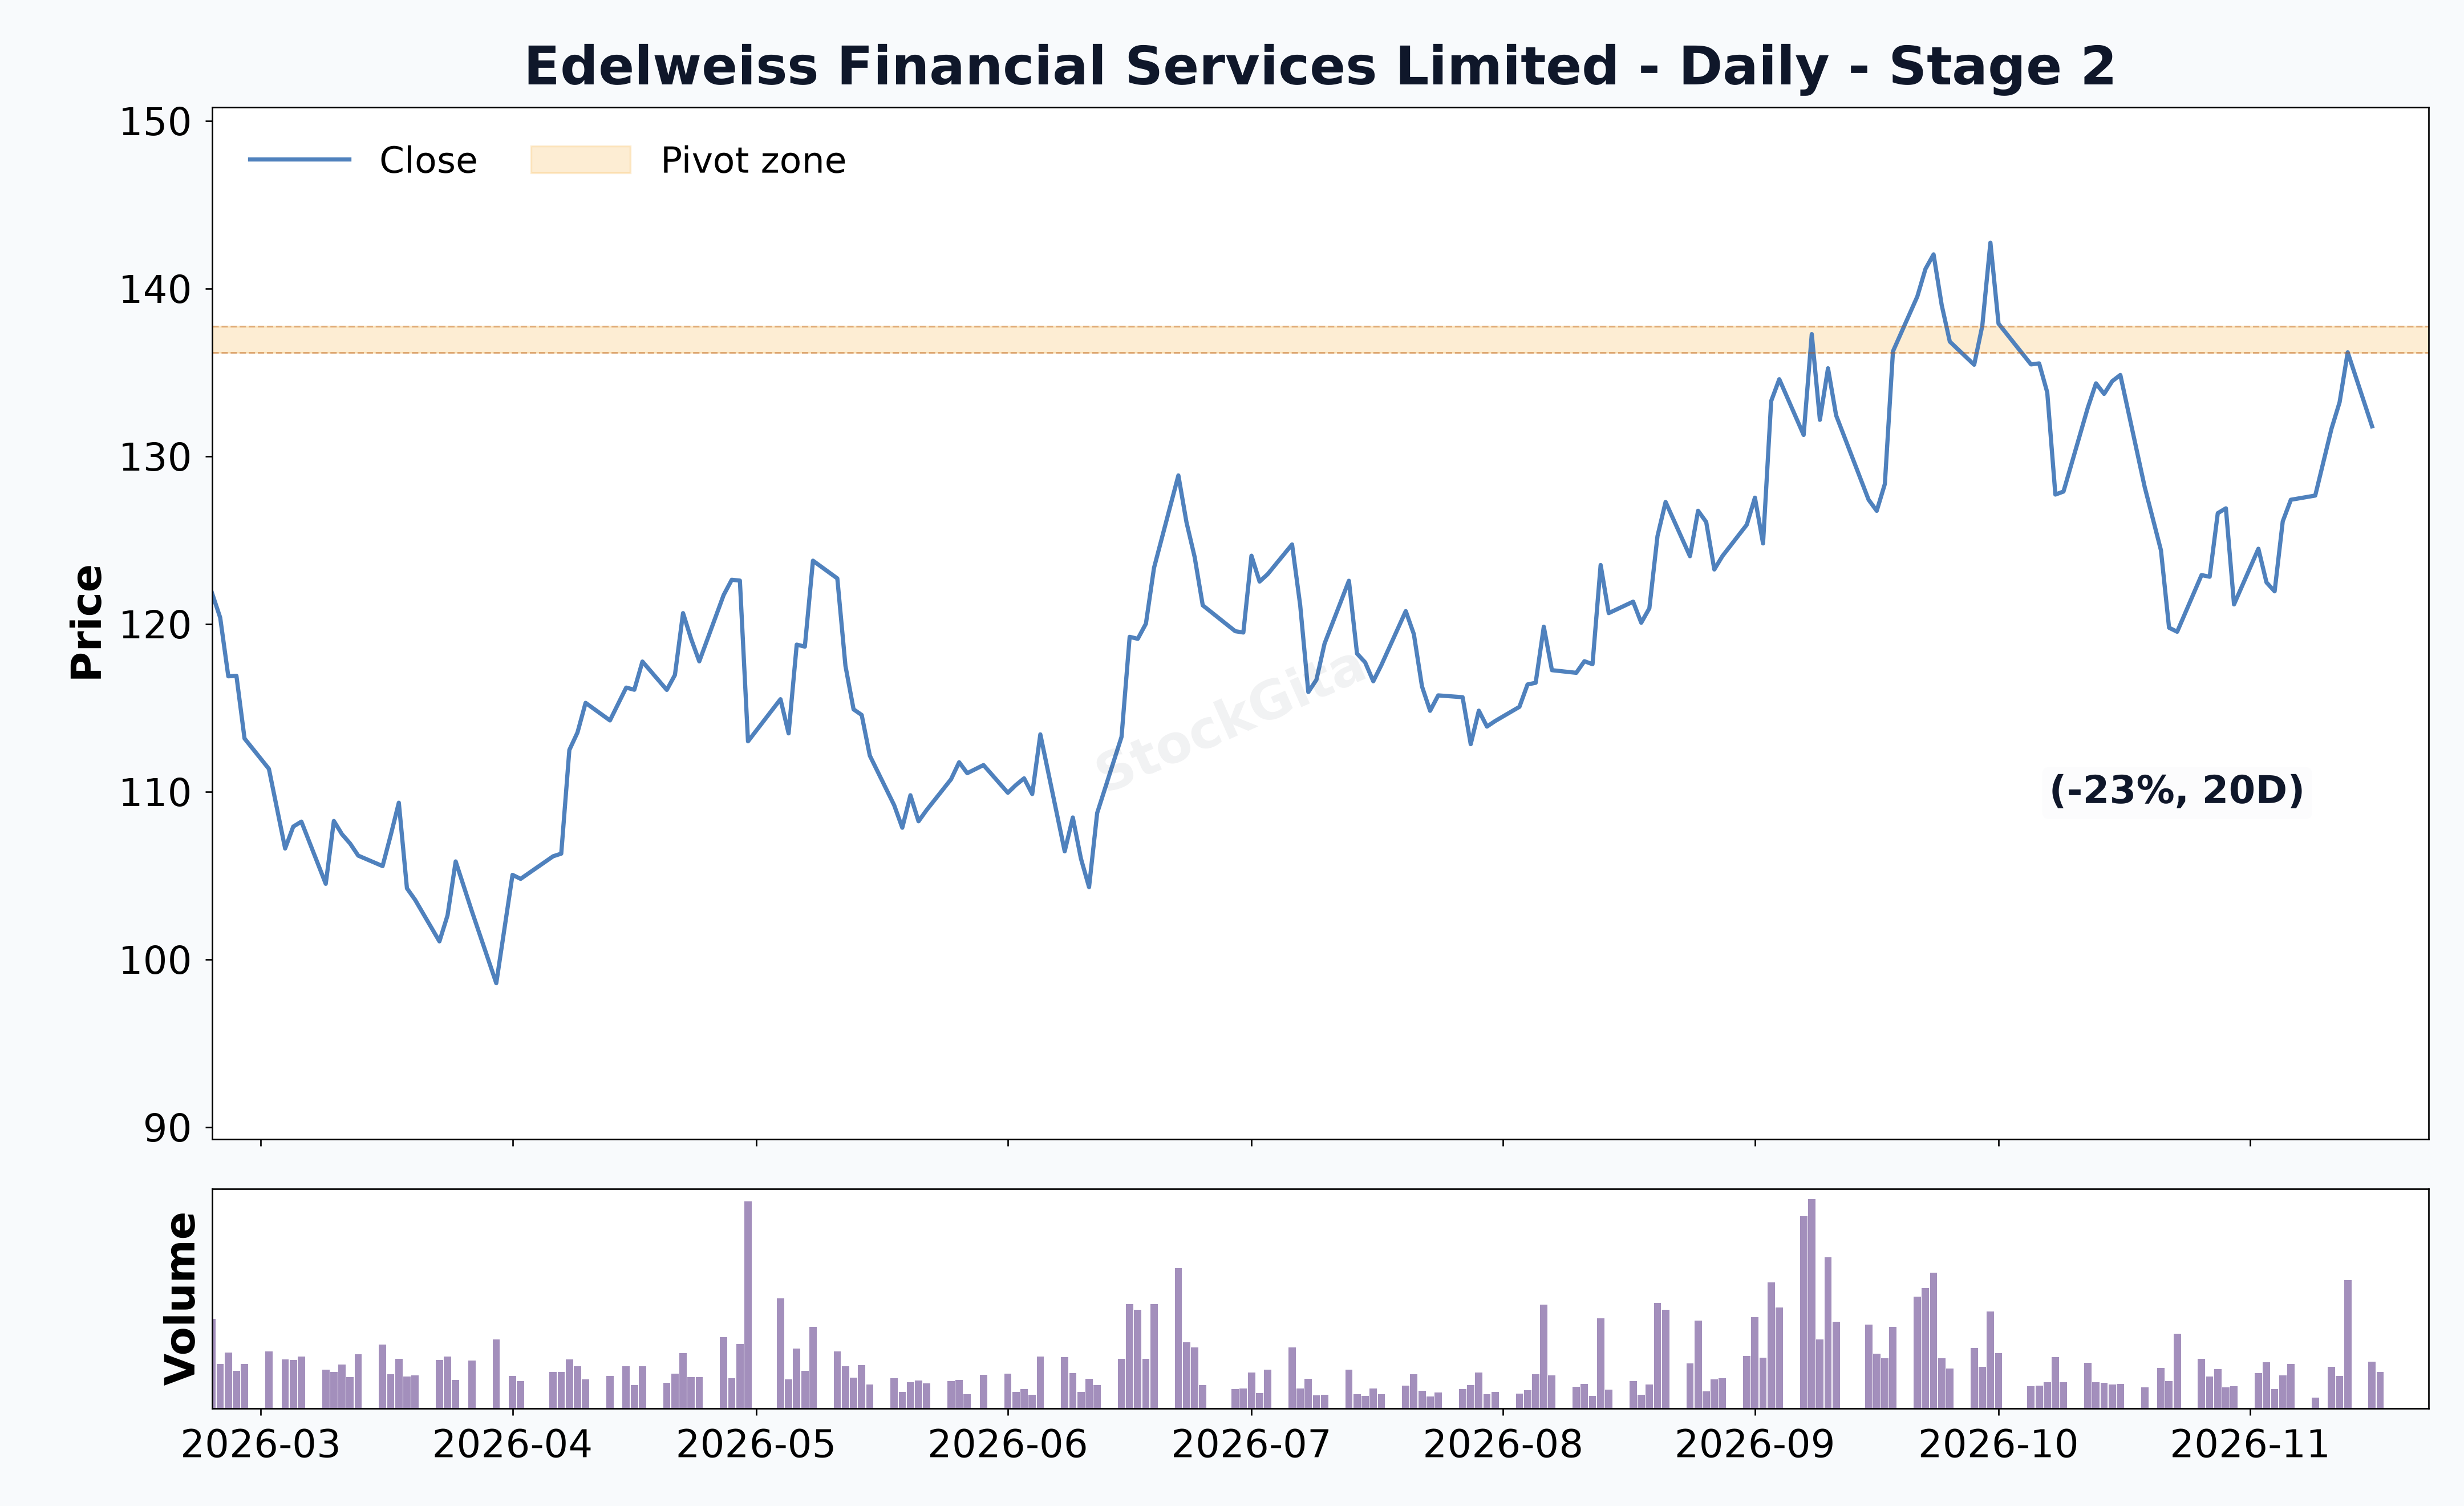 Edelweiss Financial Services Limited - Daily - Stage 2
150
Close
Pivot zone
140
130
120
110
100
90
Price
StockGita
(-23%, 20D)
Volume
2026-03
2026-04
2026-05
2026-06
2026-07
2026-08
2026-09
2026-10
2026-11